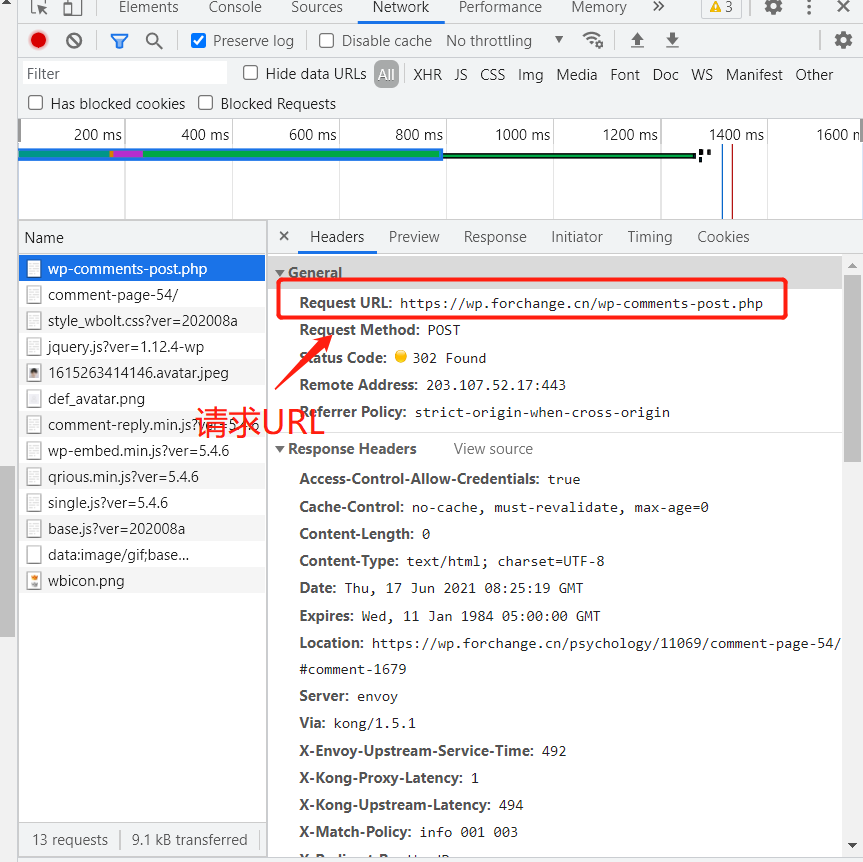 Elements Console Sources Network Performance Memory » 3
Preserve log Disable cache No throttling
Filter Hide data URLs All XHR JS CSS Img Media Font Doc WS Manifest Other
Has blocked cookies Blocked Requests
200 ms 400 ms 600 ms 800 ms 1000 ms 1200 ms 1400 ms 1600 m
Name
wp-comments-post.php
comment-page-54/
style_wbolt.css?ver=202008a
jquery.js?ver=1.12.4-wp
1615263414146.avatar.jpeg
def_avatar.png
comment-reply.min.js?ver=5.4.6
wp-embed.min.js?ver=5.4.6
qrious.min.js?ver=5.4.6
single.js?ver=5.4.6
base.js?ver=202008a
data:image/gif;base...
wbicon.png
13 requests 9.1 kB transferred
× Headers Preview Response Initiator Timing Cookies
General
Request URL: https://wp.forchange.cn/wp-comments-post.php
Request Method: POST
Status Code: 302 Found
Remote Address: 203.107.52.17:443
Referrer Policy: strict-origin-when-cross-origin
请求URL
Response Headers View source
Access-Control-Allow-Credentials: true
Cache-Control: no-cache, must-revalidate, max-age=0
Content-Length: 0
Content-Type: text/html; charset=UTF-8
Date: Thu, 17 Jun 2021 08:25:19 GMT
Expires: Wed, 11 Jan 1984 05:00:00 GMT
Location: https://wp.forchange.cn/psychology/11069/comment-page-54/
#comment-1679
Server: envoy
Via: kong/1.5.1
X-Envoy-Upstream-Service-Time: 492
X-Kong-Proxy-Latency: 1
X-Kong-Upstream-Latency: 494
X-Match-Policy: info 001 003